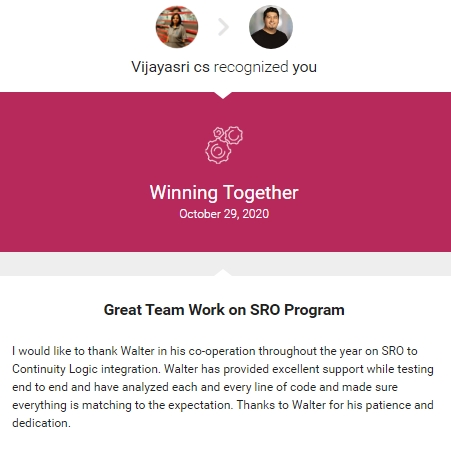 Vijayasri cs recognized you
Winning Together
October 29, 2020
Great Team Work on SRO Program
I would like to thank Walter in his co-operation throughout the year on SRO to
Continuity Logic integration. Walter has provided excellent support while testing
end to end and have analyzed each and every line of code and made sure
everything is matching to the expectation. Thanks to Walter for his patience and
dedication.